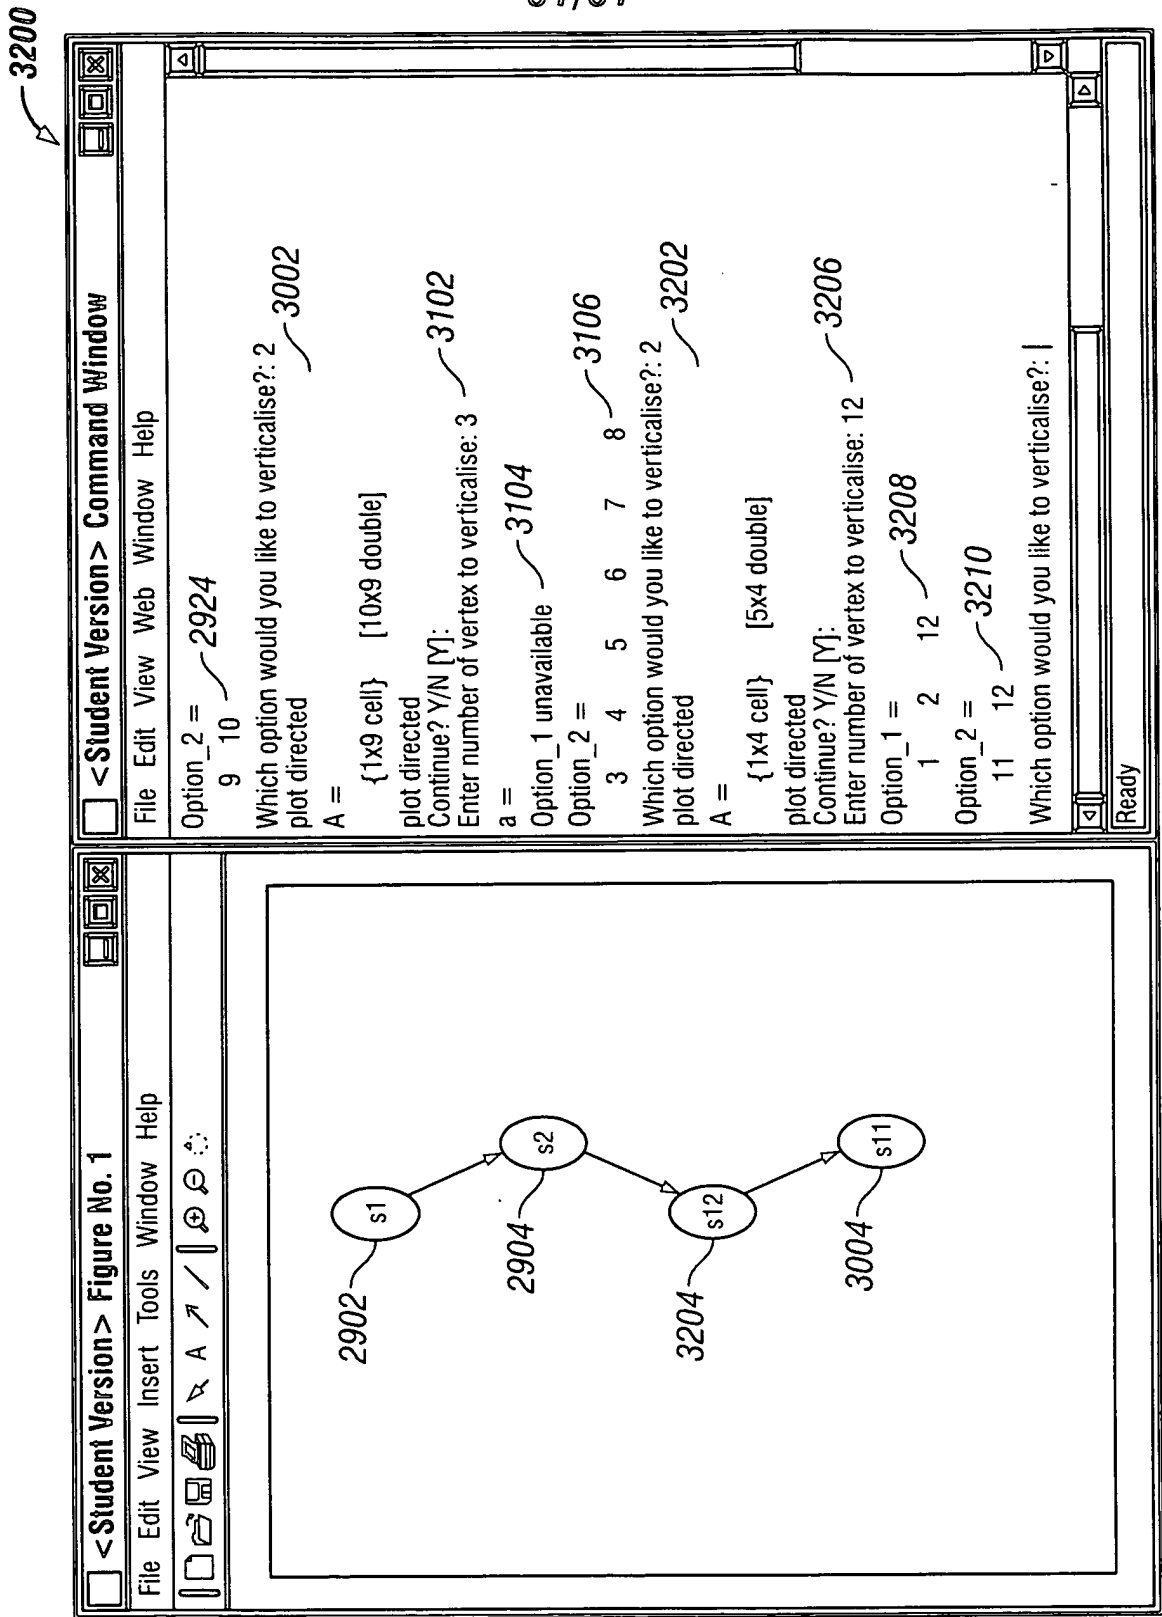 3200
<Student Version> Figure No. 1
File Edit View Insert Tools Window Help
A
s1
2902
s2
2904
s12
3204
s11
3004
<Student Version> Command Window
File Edit View Web Window Help
Option_2 =
9 10
2924
Which option would you like to verticalise?: 2
3002
plot directed
A =
{1x9 cell} [10x9 double]
plot directed
Continue? Y/N [Y]:
Enter number of vertex to verticalise: 3
3102
a =
Option_1 unavailable
3104
Option_2 =
3 4 5 6 7 8
3106
Which option would you like to verticalise?: 2
3202
plot directed
A =
{1x4 cell} [5x4 double]
plot directed
Continue? Y/N [Y]:
Enter number of vertex to verticalise: 12
3206
Option_1 =
1 2 12
3208
Option_2 =
11 12
3210
Which option would you like to verticalise?: |
Ready